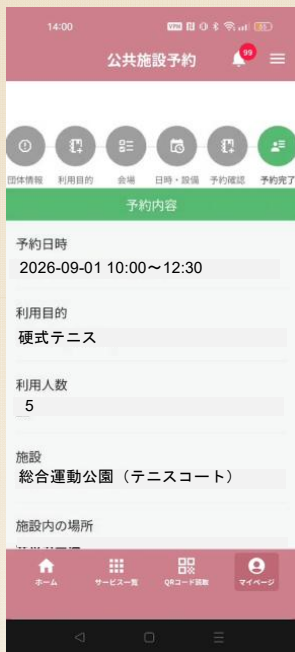 14:00
VPN
公共施設予約
99
団体情報 利用目的 会場 日時・設備 予約確認 予約完了
予約内容
予約日時
2026-09-01 10:00～12:30
利用目的
硬式テニス
利用人数
5
施設
総合運動公園（テニスコート）
施設内の場所
ホーム サービス一覧 QRコード読取 マイページ